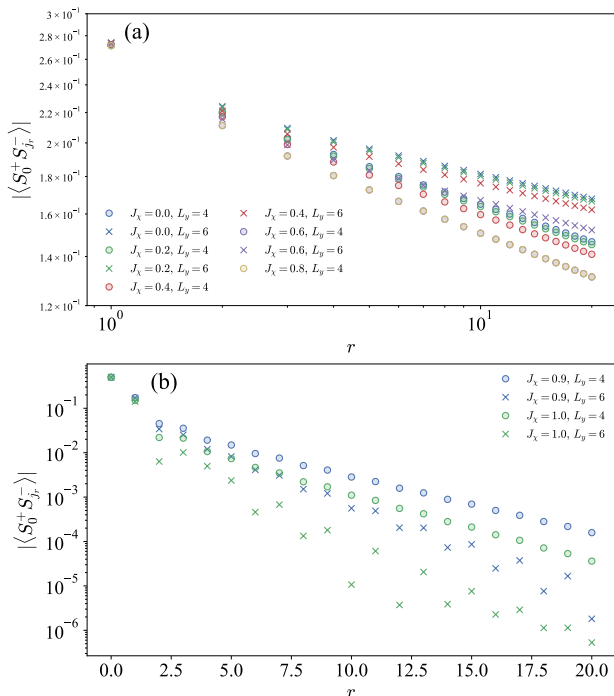 (a)
3 × 10⁻¹
2.8 × 10⁻¹
2.6 × 10⁻¹
2.4 × 10⁻¹
2.2 × 10⁻¹
2 × 10⁻¹
1.8 × 10⁻¹
1.6 × 10⁻¹
1.4 × 10⁻¹
1.2 × 10⁻¹
|⟨S₀⁺S⁻_{j_r}⟩|
J_χ = 0.0, L_y = 4
J_χ = 0.0, L_y = 6
J_χ = 0.2, L_y = 4
J_χ = 0.2, L_y = 6
J_χ = 0.4, L_y = 4
J_χ = 0.4, L_y = 6
J_χ = 0.6, L_y = 4
J_χ = 0.6, L_y = 6
J_χ = 0.8, L_y = 4
10⁰ 10¹
r
(b)
10⁻¹
10⁻²
10⁻³
10⁻⁴
10⁻⁵
10⁻⁶
|⟨S₀⁺S⁻_{j_r}⟩|
J_χ = 0.9, L_y = 4
J_χ = 0.9, L_y = 6
J_χ = 1.0, L_y = 4
J_χ = 1.0, L_y = 6
0.0 2.5 5.0 7.5 10.0 12.5 15.0 17.5 20.0
r